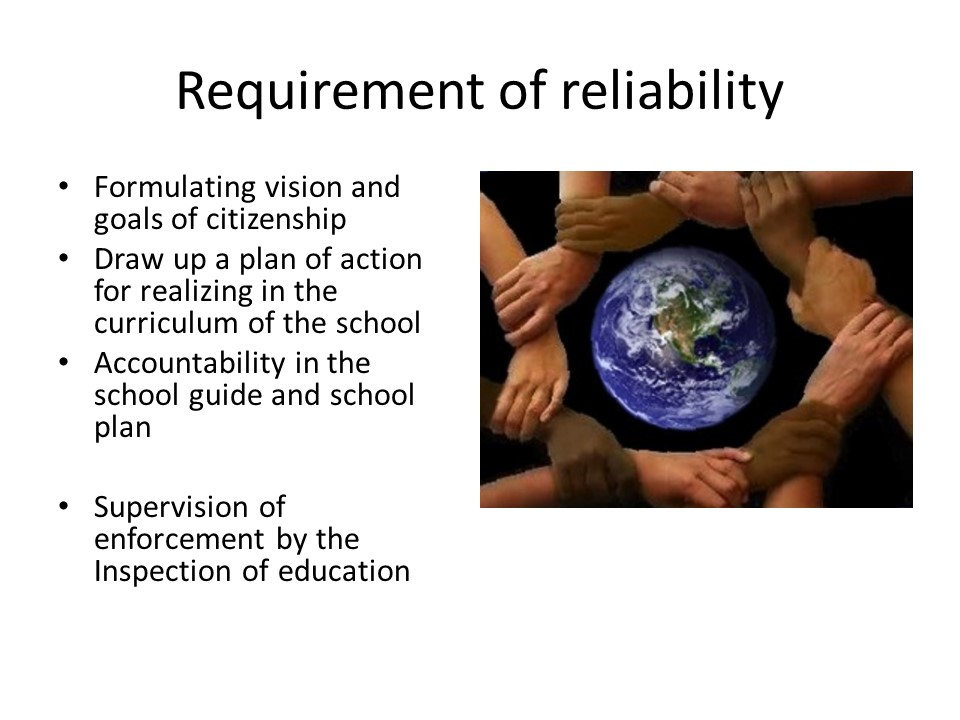 Requirement of reliability
• Formulating vision and
goals of citizenship
• Draw up a plan of action
for realizing in the
curriculum of the school
• Accountability in the
school guide and school
plan
• Supervision of
enforcement by the
Inspection of education